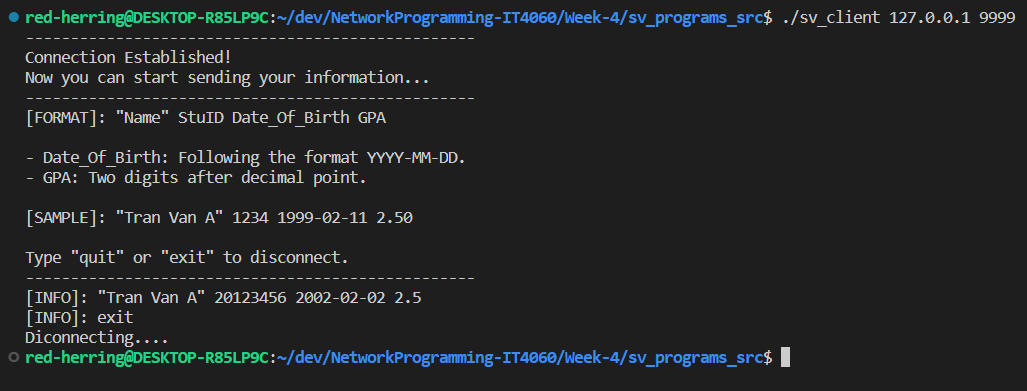 red-herring@DESKTOP-R85LP9C:~/dev/NetworkProgramming-IT4060/Week-4/sv_programs_src$ ./sv_client 127.0.0.1 9999
--------------------------------------------------
Connection Established!
Now you can start sending your information...
--------------------------------------------------
[FORMAT]: "Name" StuID Date_Of_Birth GPA
- Date_Of_Birth: Following the format YYYY-MM-DD.
- GPA: Two digits after decimal point.
[SAMPLE]: "Tran Van A" 1234 1999-02-11 2.50
Type "quit" or "exit" to disconnect.
--------------------------------------------------
[INFO]: "Tran Van A" 20123456 2002-02-02 2.5
[INFO]: exit
Diconnecting....
red-herring@DESKTOP-R85LP9C:~/dev/NetworkProgramming-IT4060/Week-4/sv_programs_src$